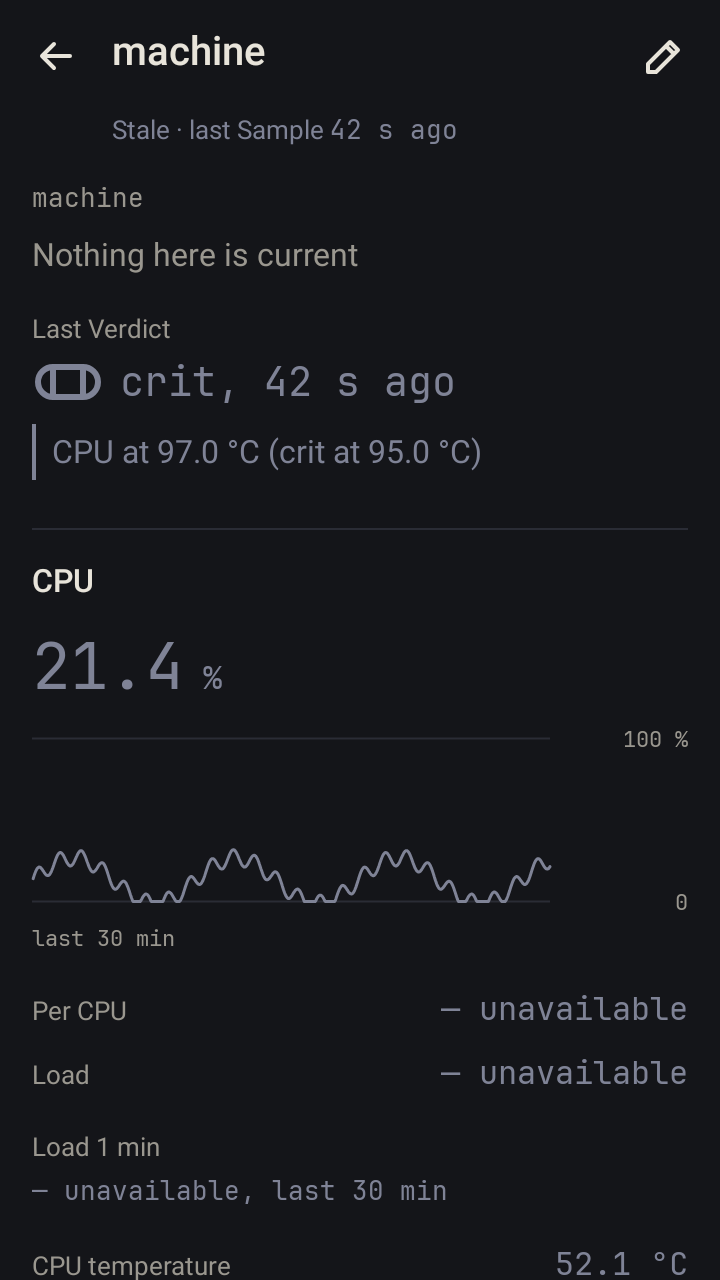 machine
Stale · last Sample 42 s ago
machine
Nothing here is current
Last Verdict
crit, 42 s ago
CPU at 97.0 °C (crit at 95.0 °C)
CPU
21.4 %
100 %
0
last 30 min
Per CPU — unavailable
Load — unavailable
Load 1 min
— unavailable, last 30 min
CPU temperature 52.1 °C